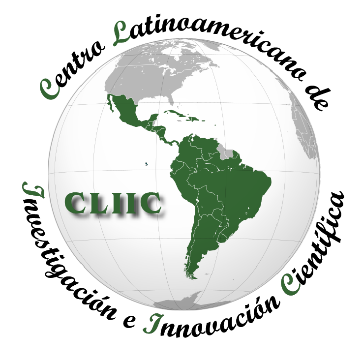 Centro Latinoamericano de
CLIIC
Investigación e Innovación Científica